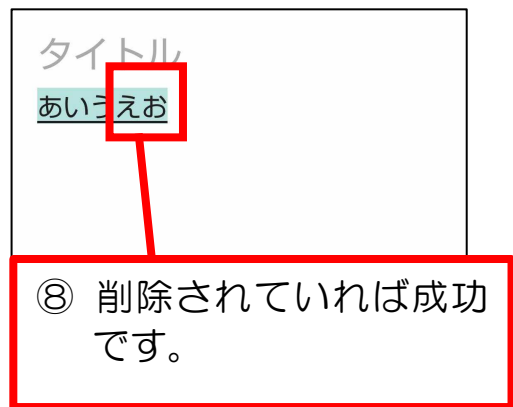 タイトル
あいうえお
⑧ 削除されていれば成功
です。